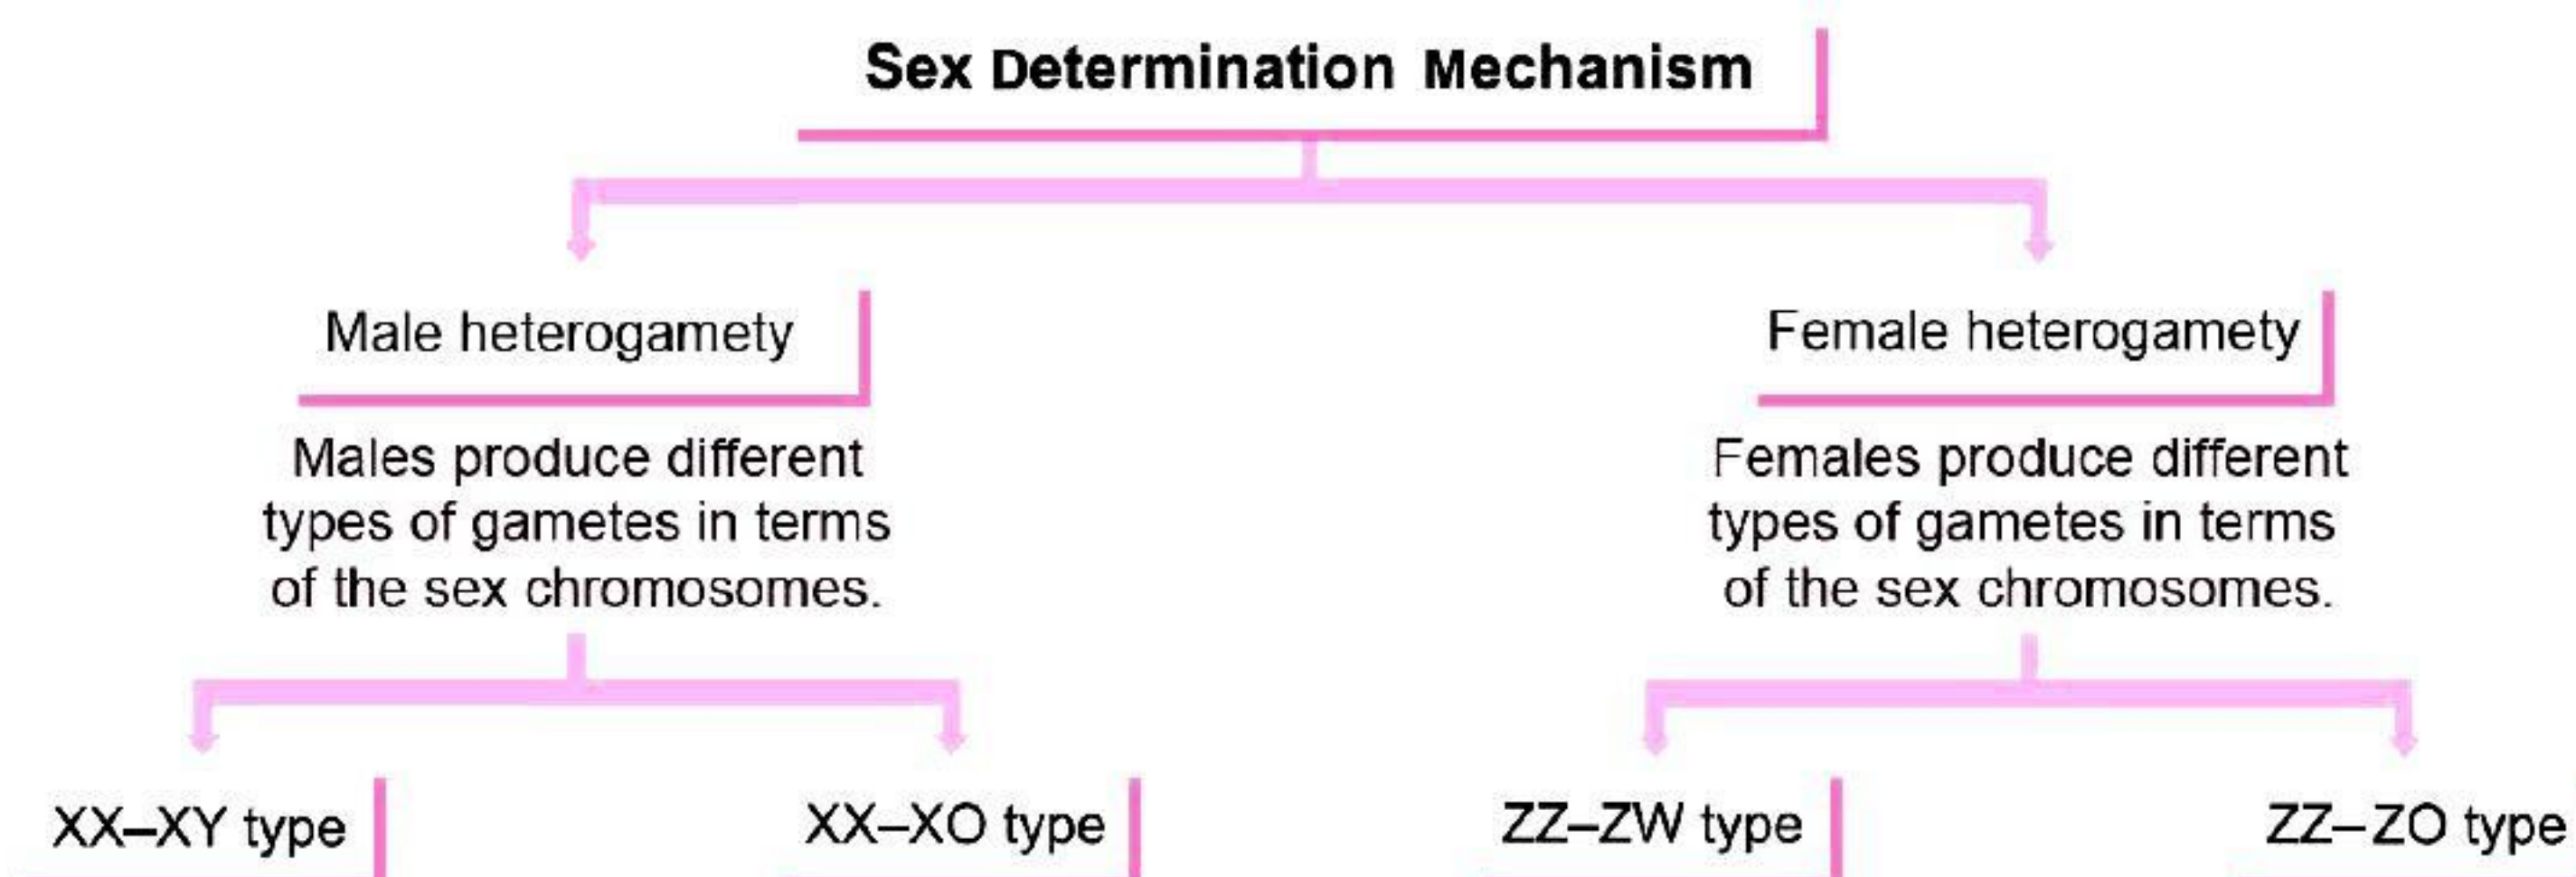 Sex Determination Mechanism
Male heterogamety
Female heterogamety
Males produce different
types of gametes in terms
of the sex chromosomes.
Females produce different
types of gametes in terms
of the sex chromosomes.
XX–XY type
XX–XO type
ZZ–ZW type
ZZ–ZO type